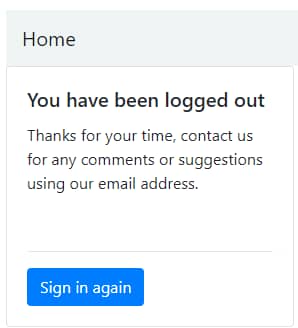 Home
You have been logged out
Thanks for your time, contact us
for any comments or suggestions
using our email address.
Sign in again